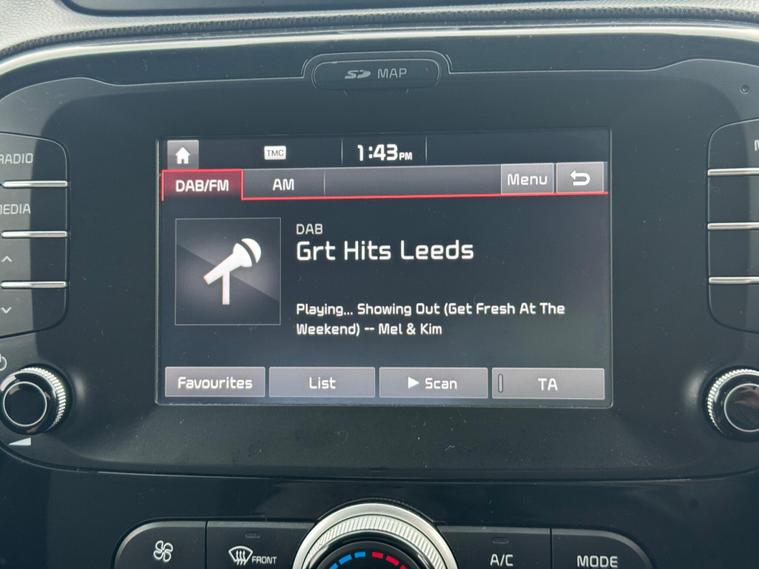 SD MAP
RADIO
TMC
1:43PM
DAB/FM
AM
Menu
MEDIA
DAB
Grt Hits Leeds
Playing... Showing Out (Get Fresh At The
Weekend) -- Mel & Kim
Favourites
List
Scan
TA
FRONT
A/C
MODE